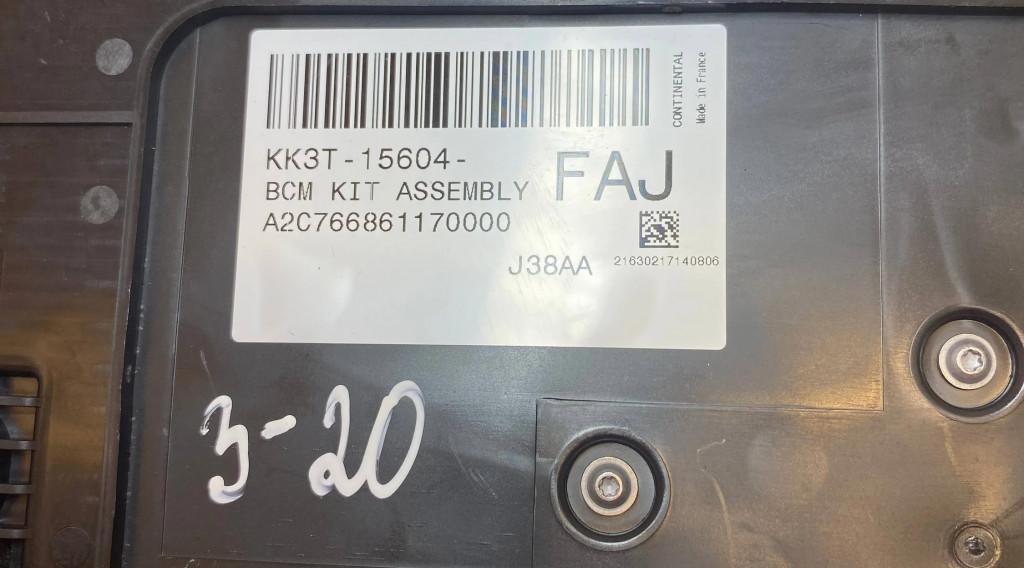 CONTINENTAL
Made in France
KK3T-15604- FAJ
BCM KIT ASSEMBLY
A2C766861170000
J38AA 21630217140806
3-20